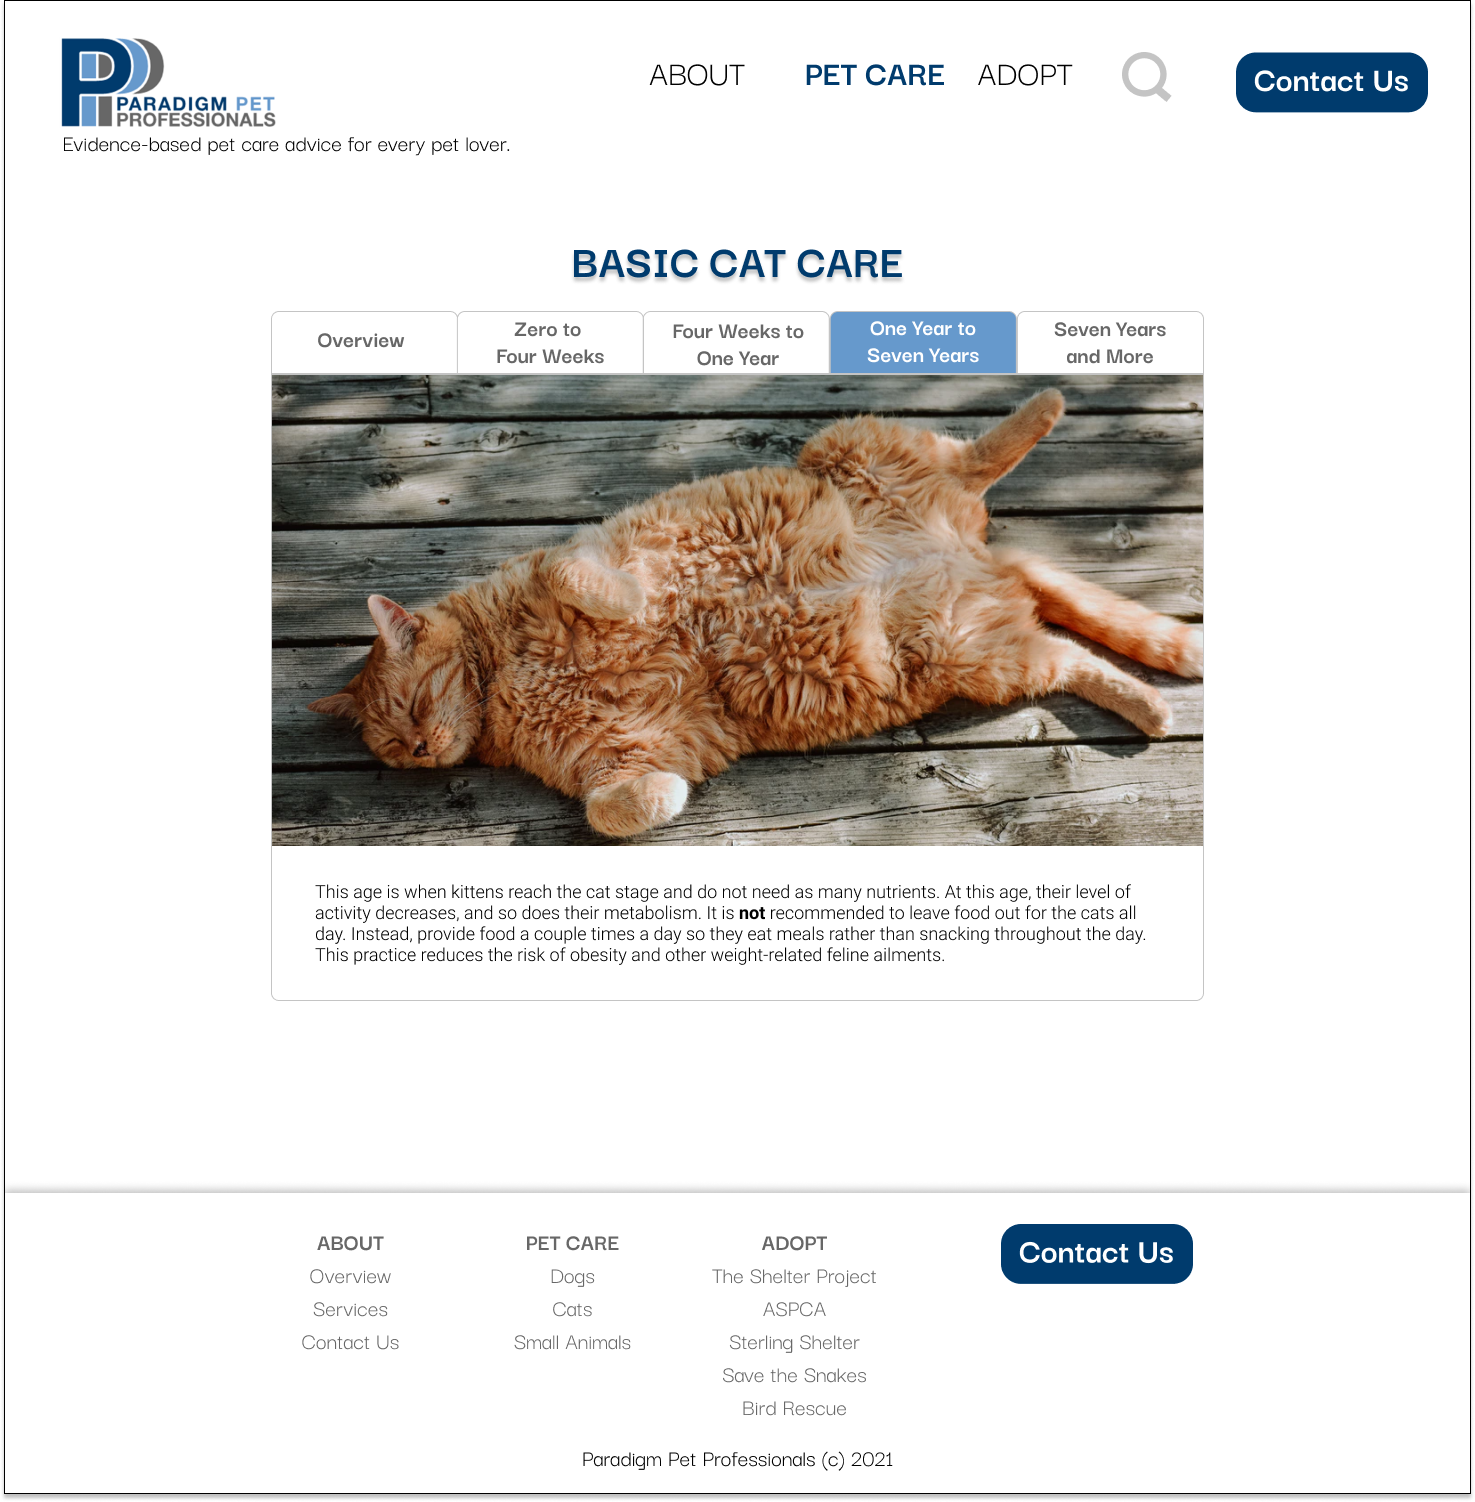 PARADIGM PET
PROFESSIONALS
Evidence-based pet care advice for every pet lover.
ABOUT
PET CARE
ADOPT
Contact Us
BASIC CAT CARE
Overview
Zero to
Four Weeks
Four Weeks to
One Year
One Year to
Seven Years
Seven Years
and More
This age is when kittens reach the cat stage and do not need as many nutrients. At this age, their level of
activity decreases, and so does their metabolism. It is not recommended to leave food out for the cats all
day. Instead, provide food a couple times a day so they eat meals rather than snacking throughout the day.
This practice reduces the risk of obesity and other weight-related feline ailments.
ABOUT
Overview
Services
Contact Us
PET CARE
Dogs
Cats
Small Animals
ADOPT
The Shelter Project
ASPCA
Sterling Shelter
Save the Snakes
Bird Rescue
Contact Us
Paradigm Pet Professionals (c) 2021